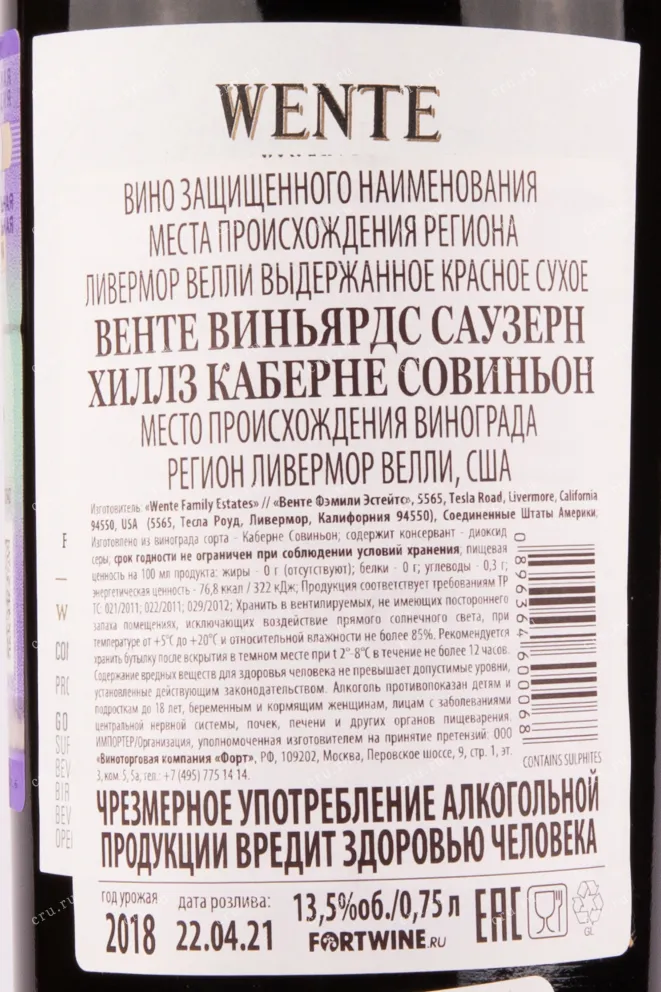 WENTE
ВИНО ЗАЩИЩЕННОГО НАИМЕНОВАНИЯ
МЕСТА ПРОИСХОЖДЕНИЯ РЕГИОНА
ЛИВЕРМОР ВЕЛЛИ ВЫДЕРЖАННОЕ КРАСНОЕ СУХОЕ
ВЕНТЕ ВИНЬЯРДС САУЗЕРН
ХИЛЛЗ КАБЕРНЕ СОВИНЬОН
МЕСТО ПРОИСХОЖДЕНИЯ ВИНОГРАДА
РЕГИОН ЛИВЕРМОР ВЕЛЛИ, США
Изготовитель: «Wente Family Estates» // «Венте Фэмили Эстейтс», 5565, Tesla Road, Livermore, California
94550, USA (5565, Тесла Роуд, Ливермор, Калифорния 94550), Соединенные Штаты Америки.
Изготовлено из винограда сорта - Каберне Совиньон; содержит консервант - диоксид
серы; срок годности не ограничен при соблюдении условий хранения; пищевая
ценность на 100 мл продукта: жиры - 0 г (отсутствуют); белки - 0 г; углеводы - 0,3 г;
энергетическая ценность - 76,8 ккал / 322 кДж; Продукция соответствует требованиям ТР
ТС: 021/2011; 022/2011; 029/2012; Хранить в вентилируемых, не имеющих постороннего
запаха помещениях, исключающих воздействие прямого солнечного света, при
температуре от +5°С до +20°С и относительной влажности не более 85%. Рекомендуется
хранить бутылку после вскрытия в темном месте при t 2°-8°С в течение не более 12 часов.
Содержание вредных веществ для здоровья человека не превышает допустимые уровни,
установленные действующим законодательством. Алкоголь противопоказан детям и
подросткам до 18 лет, беременным и кормящим женщинам, лицам с заболеваниями
центральной нервной системы, почек, печени и других органов пищеварения.
ИМПОРТЕР/Организация, уполномоченная изготовителем на принятие претензий: ООО
«Виноторговая компания «Форт», РФ, 109202, Москва, Перовское шоссе, 9, стр. 1, эт.
3, ком. 5, 5а; тел.: +7 (495) 775 14 14.
0 89636 46000 68
CONTAINS SULPHITES
ЧРЕЗМЕРНОЕ УПОТРЕБЛЕНИЕ АЛКОГОЛЬНОЙ
ПРОДУКЦИИ ВРЕДИТ ЗДОРОВЬЮ ЧЕЛОВЕКА
год урожая
2018
дата розлива:
22.04.21
13,5%об./0,75 л
FORTWINE.RU
EAC
GL
cru.ru